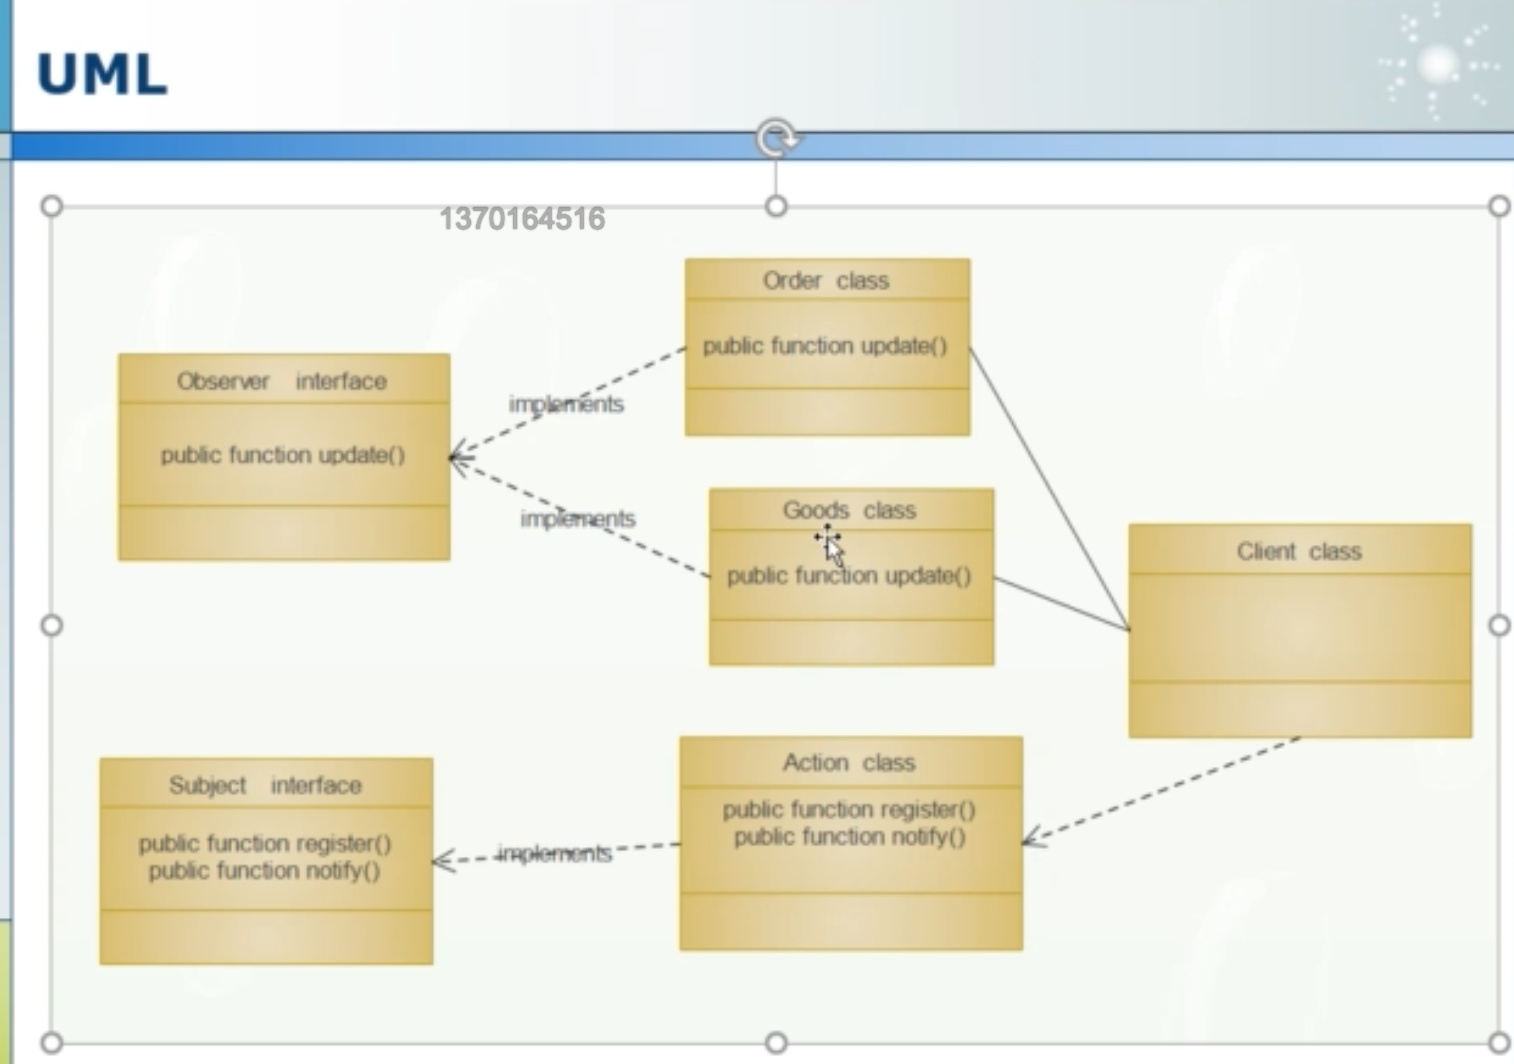 UML
1370164516
Order class
public function update()
Observer interface
public function update()
implements
implements
Goods class
public function update()
Client class
Subject interface
public function register()
public function notify()
implements
Action class
public function register()
public function notify()